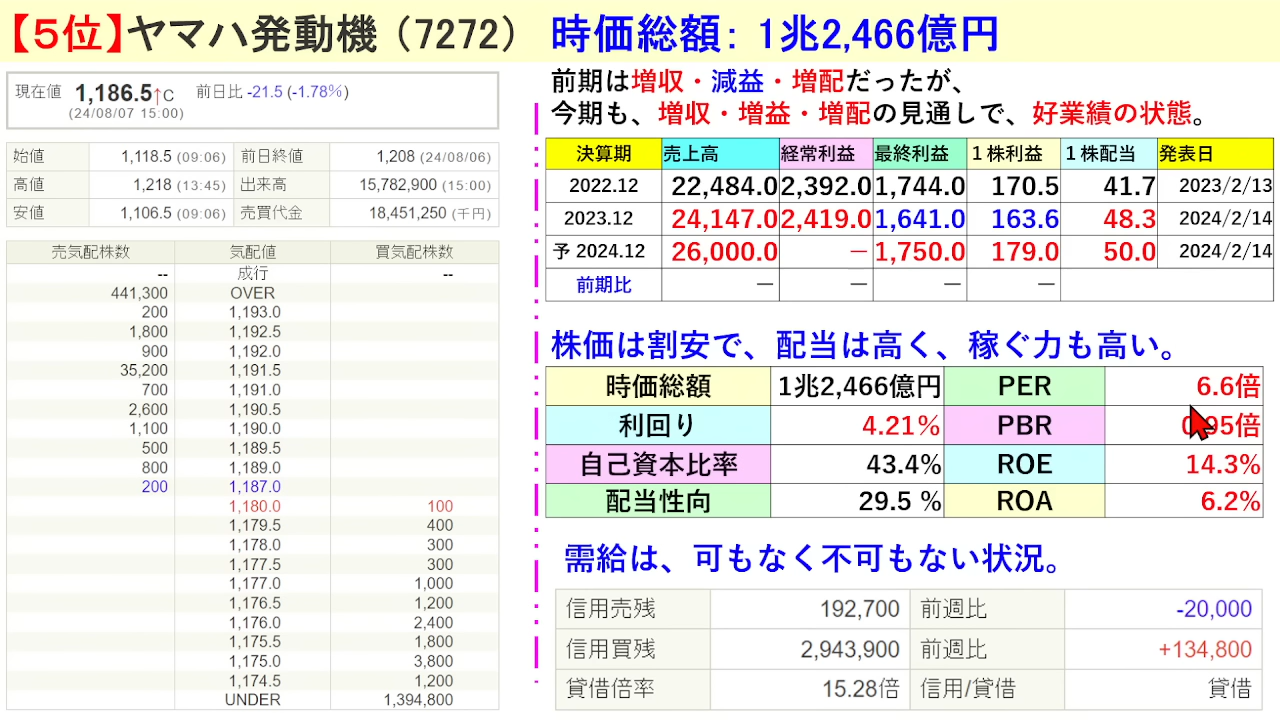 【５位】ヤマハ発動機（7272） 時価総額： 1兆2,466億円
現在値 1,186.5↑C 前日比 -21.5 (-1.78%)
(24/08/07 15:00)
始値 1,118.5 (09:06) 前日終値 1,208 (24/08/06)
高値 1,218 (13:45) 出来高 15,782,900 (15:00)
安値 1,106.5 (09:06) 売買代金 18,451,250 (千円)
売気配株数 気配値 買気配株数
-- 成行 --
441,300 OVER
200 1,193.0
1,800 1,192.5
900 1,192.0
35,200 1,191.5
700 1,191.0
2,600 1,190.5
1,100 1,190.0
500 1,189.5
800 1,189.0
200 1,187.0
1,180.0 100
1,179.5 400
1,178.0 300
1,177.5 300
1,177.0 1,000
1,176.5 1,200
1,176.0 2,400
1,175.5 1,800
1,175.0 3,800
1,174.5 1,200
UNDER 1,394,800
前期は増収・減益・増配だったが、
今期も、増収・増益・増配の見通しで、好業績の状態。
決算期 売上高 経常利益 最終利益 １株利益 １株配当 発表日
2022.12 22,484.0 2,392.0 1,744.0 170.5 41.7 2023/2/13
2023.12 24,147.0 2,419.0 1,641.0 163.6 48.3 2024/2/14
予 2024.12 26,000.0 － 1,750.0 179.0 50.0 2024/2/14
前期比 － － － －
株価は割安で、配当は高く、稼ぐ力も高い。
時価総額 1兆2,466億円 PER 6.6倍
利回り 4.21% PBR 95倍
自己資本比率 43.4% ROE 14.3%
配当性向 29.5 % ROA 6.2%
需給は、可もなく不可もない状況。
信用売残 192,700 前週比 -20,000
信用買残 2,943,900 前週比 +134,800
貸借倍率 15.28倍 信用/貸借 貸借